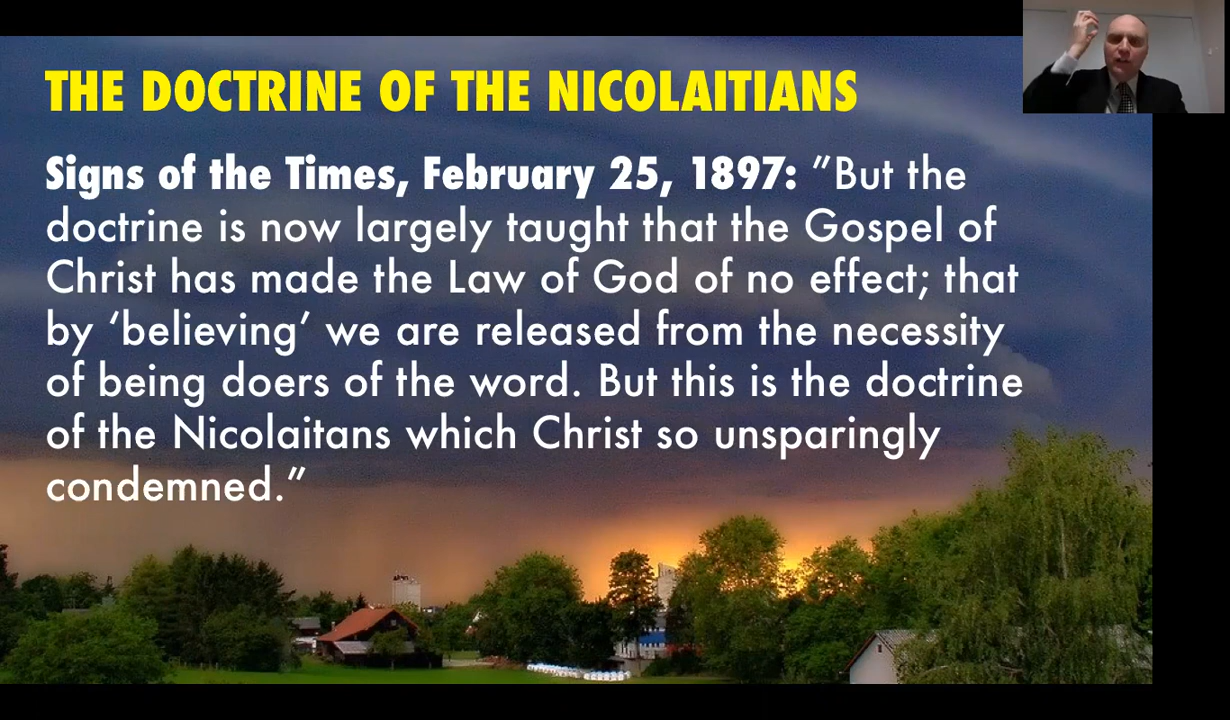 THE DOCTRINE OF THE NICOLAITIANS
Signs of the Times, February 25, 1897: "But the
doctrine is now largely taught that the Gospel of
Christ has made the Law of God of no effect; that
by ‘believing’ we are released from the necessity
of being doers of the word. But this is the doctrine
of the Nicolaitans which Christ so unsparingly
condemned."